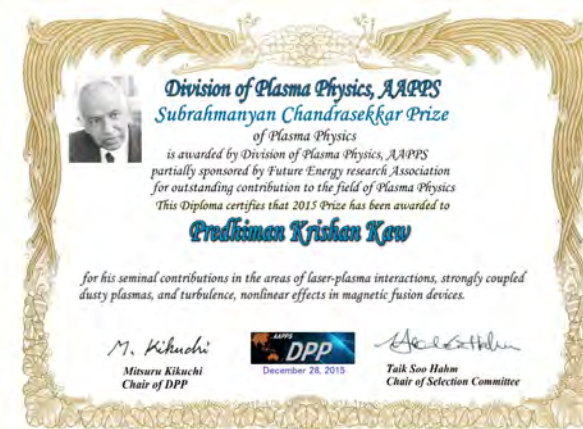 Division of Plasma Physics, AAPPS
Subrahmanyan Chandrasekkar Prize
of Plasma Physics
is awarded by Division of Plasma Physics, AAPPS
partially sponsored by Future Energy research Association
for outstanding contribution to the field of Plasma Physics
This Diploma certifies that 2015 Prize has been awarded to
Predhiman Krishan Kaw
for his seminal contributions in the areas of laser-plasma interactions, strongly coupled
dusty plasmas, and turbulence, nonlinear effects in magnetic fusion devices.
M. Kikuchi
Mitsuru Kikuchi
Chair of DPP
AAPPS
DPP
December 28, 2015
Taik Soo Hahm
Chair of Selection Committee